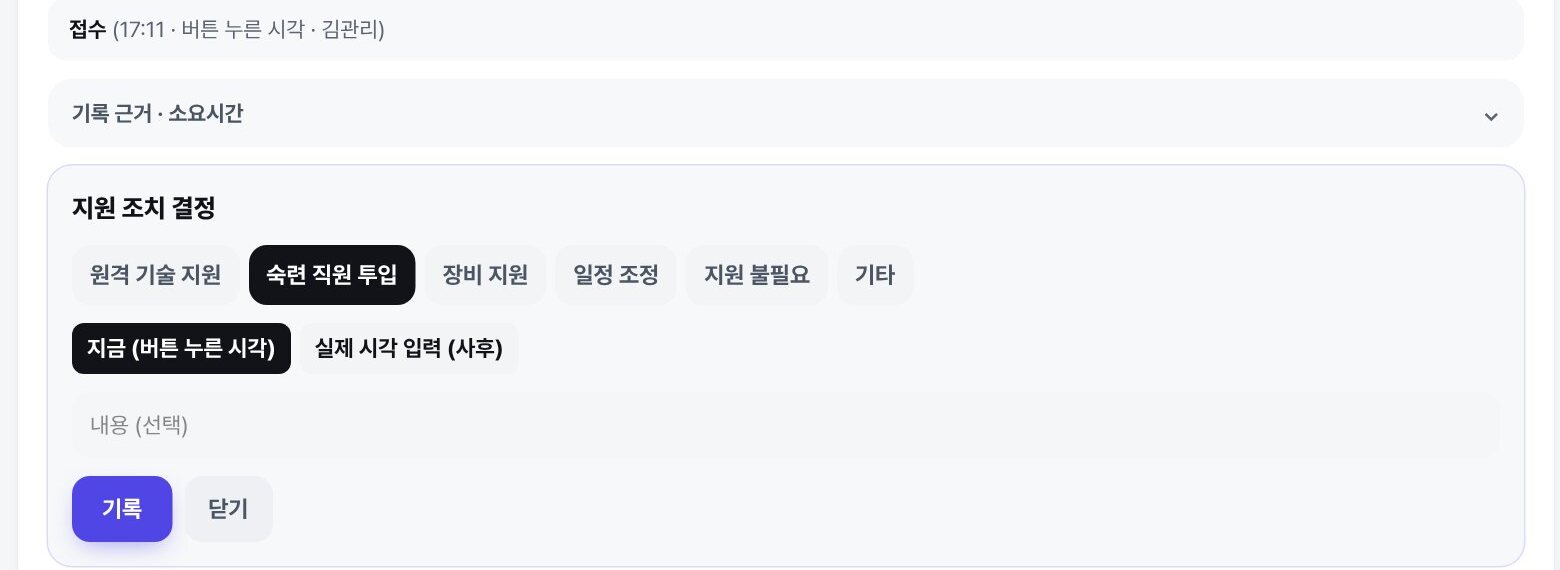 접수 (17:11 · 버튼 누른 시각 · 김관리)
기록 근거 · 소요시간
지원 조치 결정
원격 기술 지원 숙련 직원 투입 장비 지원 일정 조정 지원 불필요 기타
지금 (버튼 누른 시각) 실제 시각 입력 (사후)
내용 (선택)
기록 닫기